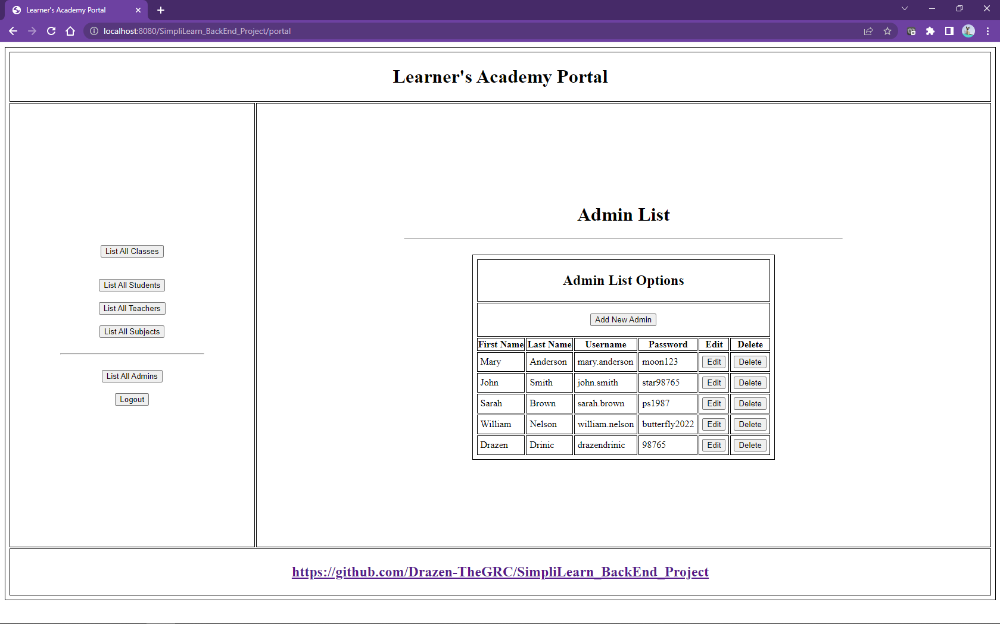 Learner's Academy Portal
localhost:8080/SimpliLearn_BackEnd_Project/portal
Learner's Academy Portal
List All Classes
List All Students
List All Teachers
List All Subjects
List All Admins
Logout
Admin List
Admin List Options
Add New Admin
First Name Last Name Username Password Edit Delete
Mary Anderson mary.anderson moon123 Edit Delete
John Smith john.smith star98765 Edit Delete
Sarah Brown sarah.brown ps1987 Edit Delete
William Nelson william.nelson butterfly2022 Edit Delete
Drazen Drinic drazendrinic 98765 Edit Delete
https://github.com/Drazen-TheGRC/SimpliLearn_BackEnd_Project